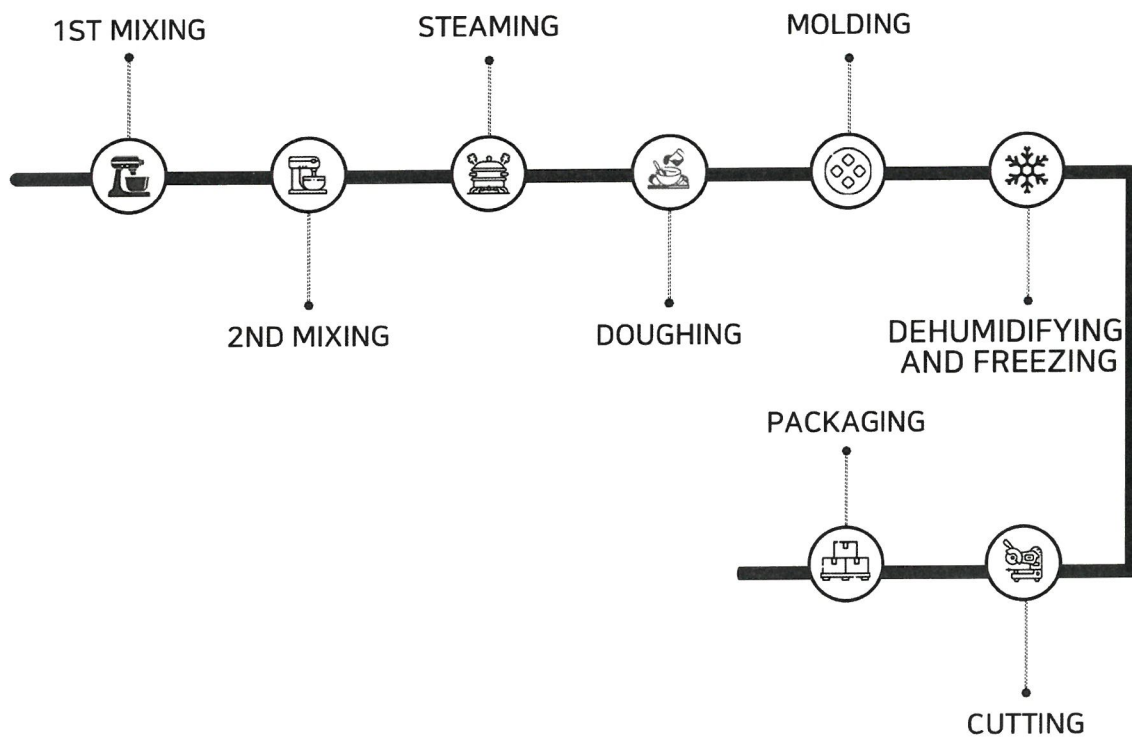 1ST MIXING
STEAMING
MOLDING
2ND MIXING
DOUGHING
DEHUMIDIFYING
AND FREEZING
PACKAGING
CUTTING